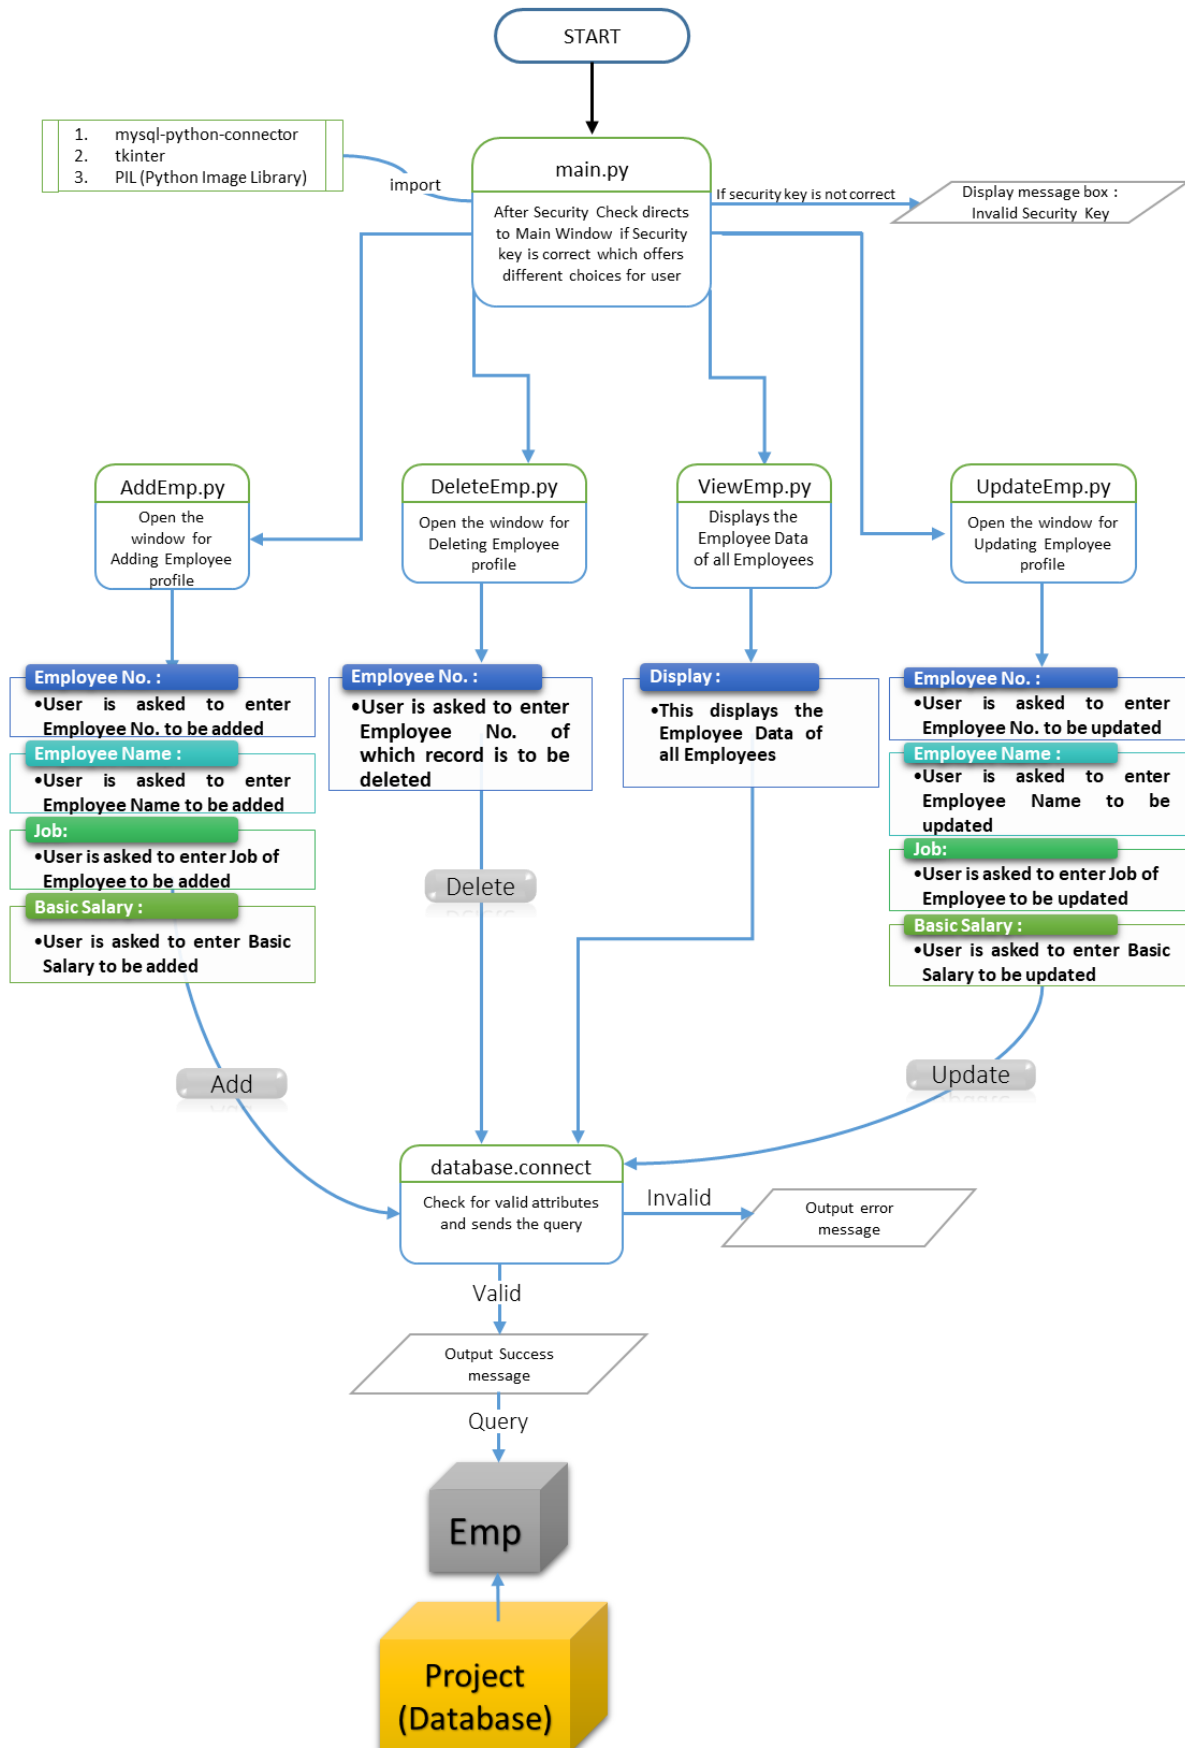 START
1. mysql-python-connector
2. tkinter
3. PIL (Python Image Library)
import
main.py
After Security Check directs
to Main Window if Security
key is correct which offers
different choices for user
If security key is not correct
Display message box :
Invalid Security Key
AddEmp.py
Open the
window for
Adding Employee
profile
DeleteEmp.py
Open the window for
Deleting Employee
profile
ViewEmp.py
Displays the
Employee Data
of all Employees
UpdateEmp.py
Open the window for
Updating Employee
profile
Employee No. :
•User is asked to enter
Employee No. to be added
Employee Name :
•User is asked to enter
Employee Name to be added
Job:
•User is asked to enter Job of
Employee to be added
Basic Salary :
•User is asked to enter Basic
Salary to be added
Employee No. :
•User is asked to enter
Employee No. of
which record is to be
deleted
Display :
•This displays the
Employee Data of
all Employees
Employee No. :
•User is asked to enter
Employee No. to be updated
Employee Name :
•User is asked to enter
Employee Name to be
updated
Job:
•User is asked to enter Job of
Employee to be updated
Basic Salary :
•User is asked to enter Basic
Salary to be updated
Delete
Add
Update
database.connect
Check for valid attributes
and sends the query
Invalid
Output error
message
Valid
Output Success
message
Query
Emp
Project
(Database)